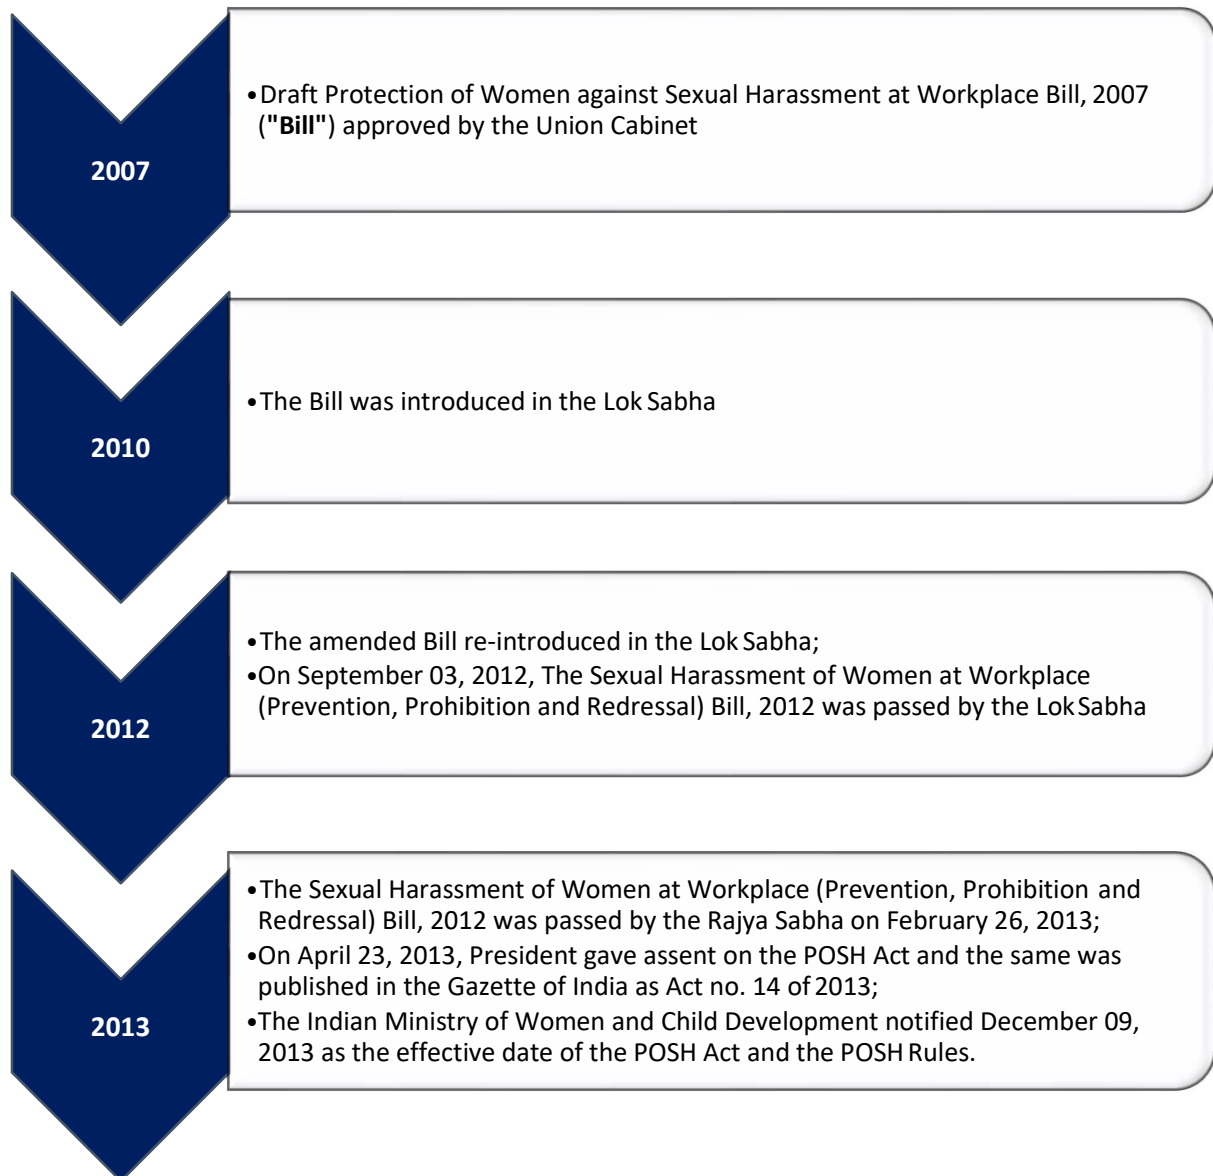 2007
•Draft Protection of Women against Sexual Harassment at Workplace Bill, 2007
("Bill") approved by the Union Cabinet
2010
•The Bill was introduced in the Lok Sabha
2012
•The amended Bill re-introduced in the Lok Sabha;
•On September 03, 2012, The Sexual Harassment of Women at Workplace
(Prevention, Prohibition and Redressal) Bill, 2012 was passed by the Lok Sabha
2013
•The Sexual Harassment of Women at Workplace (Prevention, Prohibition and
Redressal) Bill, 2012 was passed by the Rajya Sabha on February 26, 2013;
•On April 23, 2013, President gave assent on the POSH Act and the same was
published in the Gazette of India as Act no. 14 of 2013;
•The Indian Ministry of Women and Child Development notified December 09,
2013 as the effective date of the POSH Act and the POSH Rules.